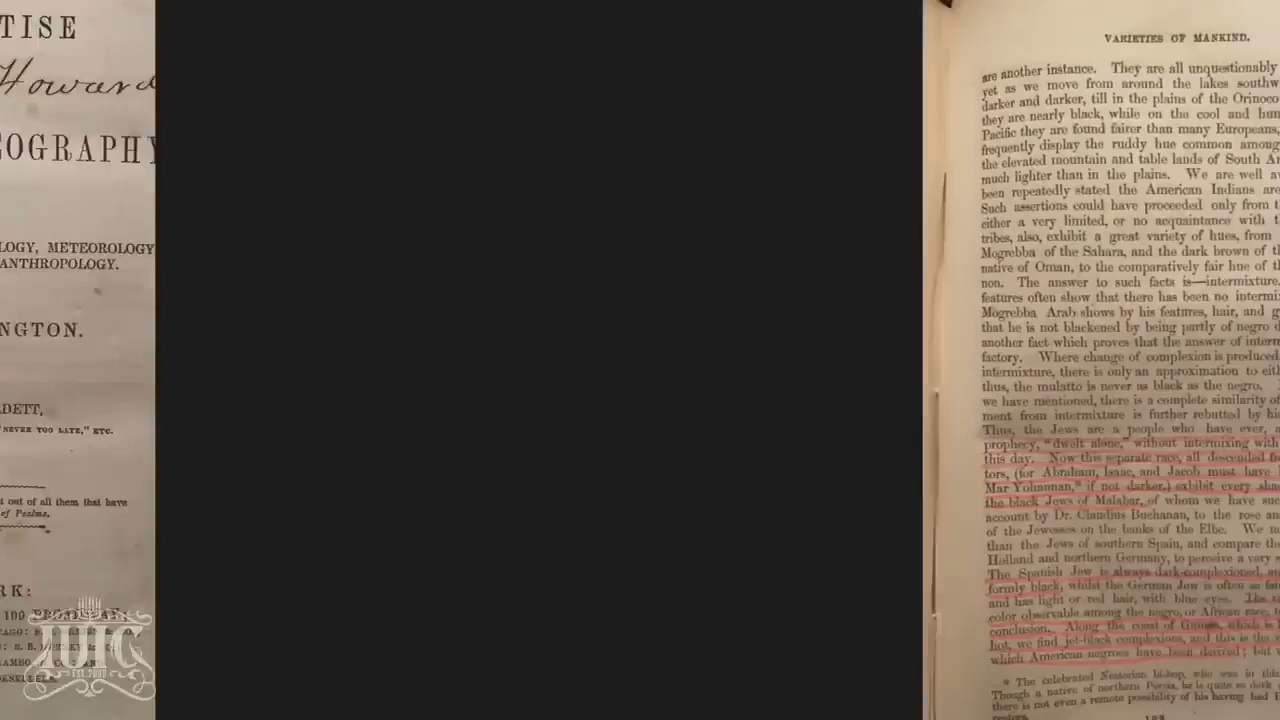 TISE
Howard
OGRAPHY
LOGY, METEOROLOGY
ANTHROPOLOGY.
NGTON.
DETT,
"NEVER TOO LATE," ETC.
t out of all them that have
of Psalms.
RK:
199 BROADWAY;
IUIC
EST. 2003
VARIETIES OF MANKIND.
are another instance. They are all unquestionably
yet as we move from around the lakes southw
darker and darker, till in the plains of the Orinoco
they are nearly black, while on the cool and hum
Pacific they are found fairer than many Europeans,
frequently display the ruddy hue common among
the elevated mountain and table lands of South Am
much lighter than in the plains. We are well aw
been repeatedly stated the American Indians are
Such assertions could have proceeded only from t
either a very limited, or no acquaintance with t
tribes, also, exhibit a great variety of hues, from
Mogrebba of the Sahara, and the dark brown of th
native of Oman, to the comparatively fair hue of th
non. The answer to such facts is—intermixture.
features often show that there has been no intermi
Mogrebba Arab shows by his features, hair, and g
that he is not blackened by being partly of negro d
another fact which proves that the answer of interm
factory. Where change of complexion is produced
intermixture, there is only an approximation to eith
thus, the mulatto is never as black as the negro.
we have mentioned, there is a complete similarity of
ment from intermixture is further rebutted by his
Thus, the Jews are a people who have ever, a
prophecy, "dwelt alone," without intermixing with
this day. Now this separate race, all descended fr
tors, (for Abraham, Isaac, and Jacob must have
Mar Yohannan,* if not darker,) exhibit every sha
the black Jews of Malabar, of whom we have suc
account by Dr. Claudius Buchanan, to the rose an
of the Jewesses on the banks of the Elbe. We ne
than the Jews of southern Spain, and compare the
Holland and northern Germany, to perceive a very s
The Spanish Jew is always dark-complexioned, an
formly black, whilst the German Jew is often as fair
and has light or red hair, with blue eyes. The
color observable among the negro, or African race, t
conclusion. Along the coast of Guinea, which is
hot, we find jet-black complexions, and this is the
which American negroes have been derived; but
* The celebrated Nestorian bishop, who was in this
Though a native of northern Persia, he is quite as dark
there is not even a remote possibility of his having had